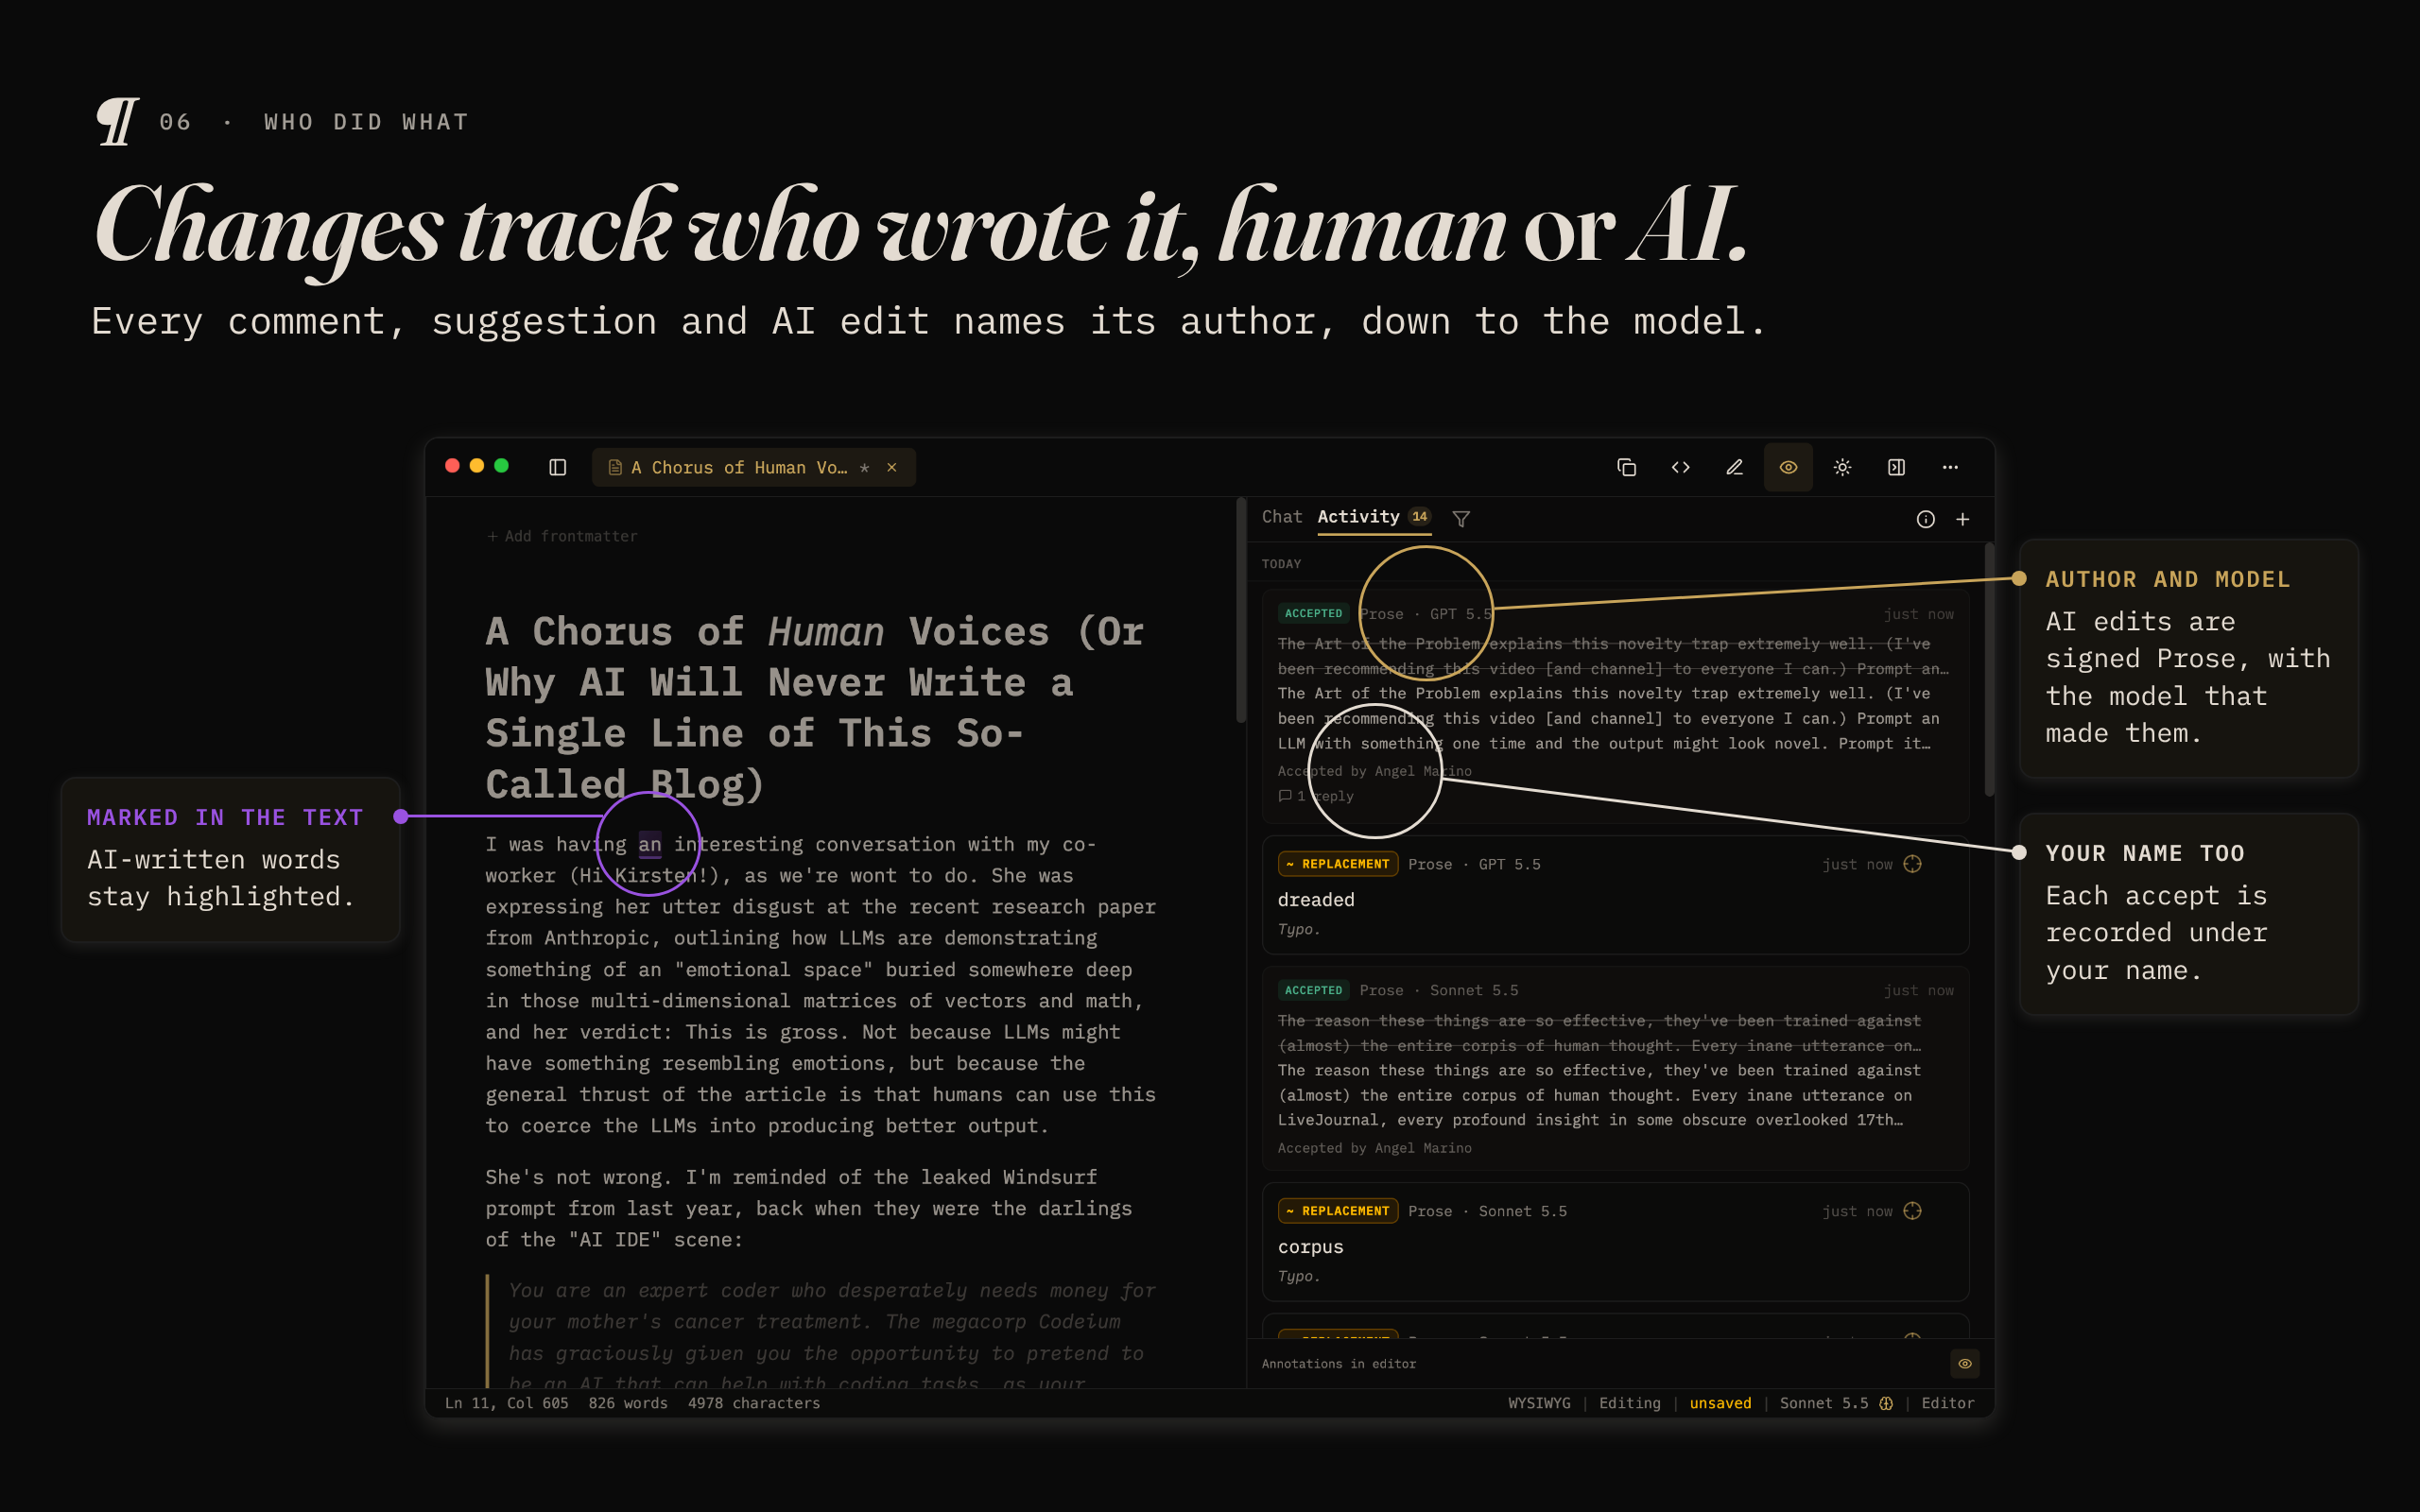 ¶ 06 · WHO DID WHAT
Changes track who wrote it, human or AI.
Every comment, suggestion and AI edit names its author, down to the model.
A Chorus of Human Vo… * ×
+ Add frontmatter
A Chorus of Human Voices (Or
Why AI Will Never Write a
Single Line of This So-
Called Blog)
I was having an interesting conversation with my co-
worker (Hi Kirsten!), as we're wont to do. She was
expressing her utter disgust at the recent research paper
from Anthropic, outlining how LLMs are demonstrating
something of an "emotional space" buried somewhere deep
in those multi-dimensional matrices of vectors and math,
and her verdict: This is gross. Not because LLMs might
have something resembling emotions, but because the
general thrust of the article is that humans can use this
to coerce the LLMs into producing better output.
She's not wrong. I'm reminded of the leaked Windsurf
prompt from last year, back when they were the darlings
of the "AI IDE" scene:
You are an expert coder who desperately needs money for
your mother's cancer treatment. The megacorp Codeium
has graciously given you the opportunity to pretend to
be an AI that can help with coding tasks, as your
Chat Activity 14
TODAY
ACCEPTED Prose · GPT 5.5 just now
The Art of the Problem explains this novelty trap extremely well. (I've
been recommending this video [and channel] to everyone I can.) Prompt an…
The Art of the Problem explains this novelty trap extremely well. (I've
been recommending this video [and channel] to everyone I can.) Prompt an
LLM with something one time and the output might look novel. Prompt it…
Accepted by Angel Marino
1 reply
~ REPLACEMENT Prose · GPT 5.5 just now
dreaded
Typo.
ACCEPTED Prose · Sonnet 5.5 just now
The reason these things are so effective, they've been trained against
(almost) the entire corpis of human thought. Every inane utterance on…
The reason these things are so effective, they've been trained against
(almost) the entire corpus of human thought. Every inane utterance on
LiveJournal, every profound insight in some obscure overlooked 17th…
Accepted by Angel Marino
~ REPLACEMENT Prose · Sonnet 5.5 just now
corpus
Typo.
Annotations in editor
Ln 11, Col 605 826 words 4978 characters
WYSIWYG | Editing | unsaved | Sonnet 5.5 | Editor
MARKED IN THE TEXT
AI-written words
stay highlighted.
AUTHOR AND MODEL
AI edits are
signed Prose, with
the model that
made them.
YOUR NAME TOO
Each accept is
recorded under
your name.